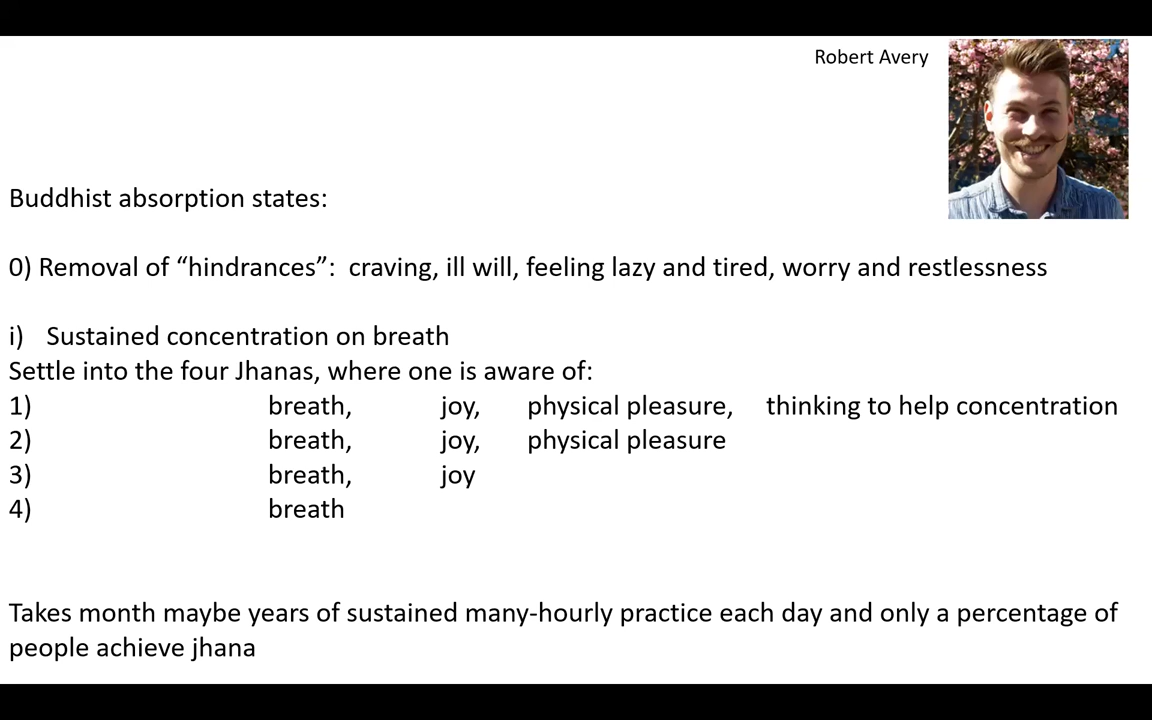 Robert Avery
Buddhist absorption states:
0) Removal of “hindrances”: craving, ill will, feeling lazy and tired, worry and restlessness
i) Sustained concentration on breath
Settle into the four Jhanas, where one is aware of:
1) breath, joy, physical pleasure, thinking to help concentration
2) breath, joy, physical pleasure
3) breath, joy
4) breath
Takes month maybe years of sustained many-hourly practice each day and only a percentage of
people achieve jhana